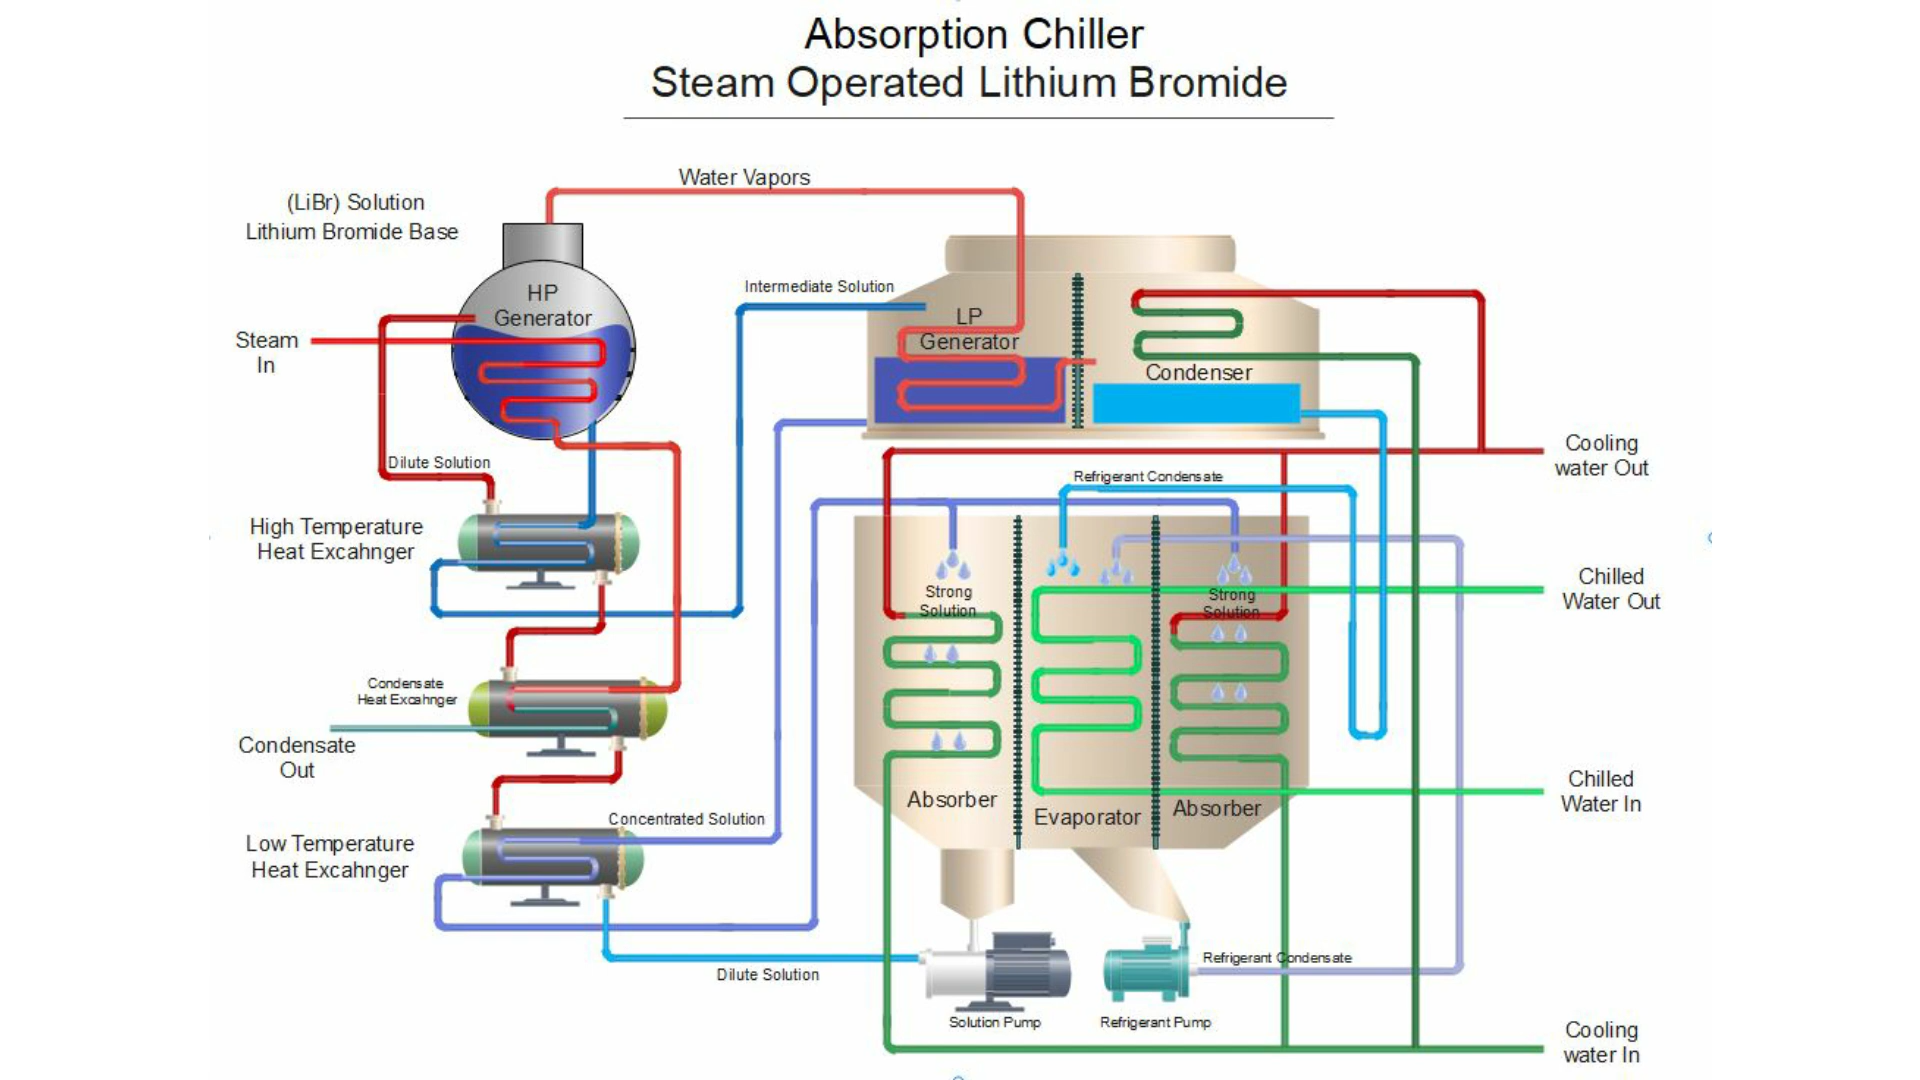 Absorption Chiller
Steam Operated Lithium Bromide
Water Vapors
(LiBr) Solution
Lithium Bromide Base
HP
Generator
Steam
In
Intermediate Solution
LP
Generator
Condenser
Dilute Solution
Cooling
water Out
Refrigerant Condensate
High Temperature
Heat Excahnger
Chilled
Water Out
Strong
Solution
Strong
Solution
Condensate
Heat Excahnger
Condensate
Out
Chilled
Water In
Absorber
Evaporator
Absorber
Concentrated Solution
Low Temperature
Heat Excahnger
Dilute Solution
Refrigerant Condensate
Solution Pump
Refrigerant Pump
Cooling
water In